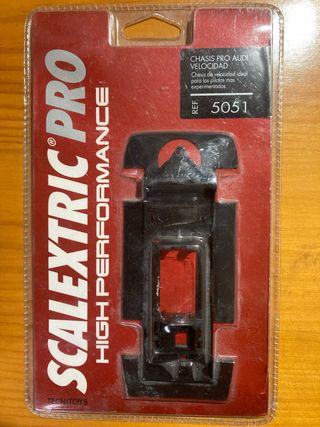 SCALEXTRIC® PRO
HIGH PERFORMANCE
CHASIS PRO AUDI
VELOCIDAD
Chasis de velocidad ideal
para los pilotos mas
experimentados.
REF. 5051
TECNITOYS